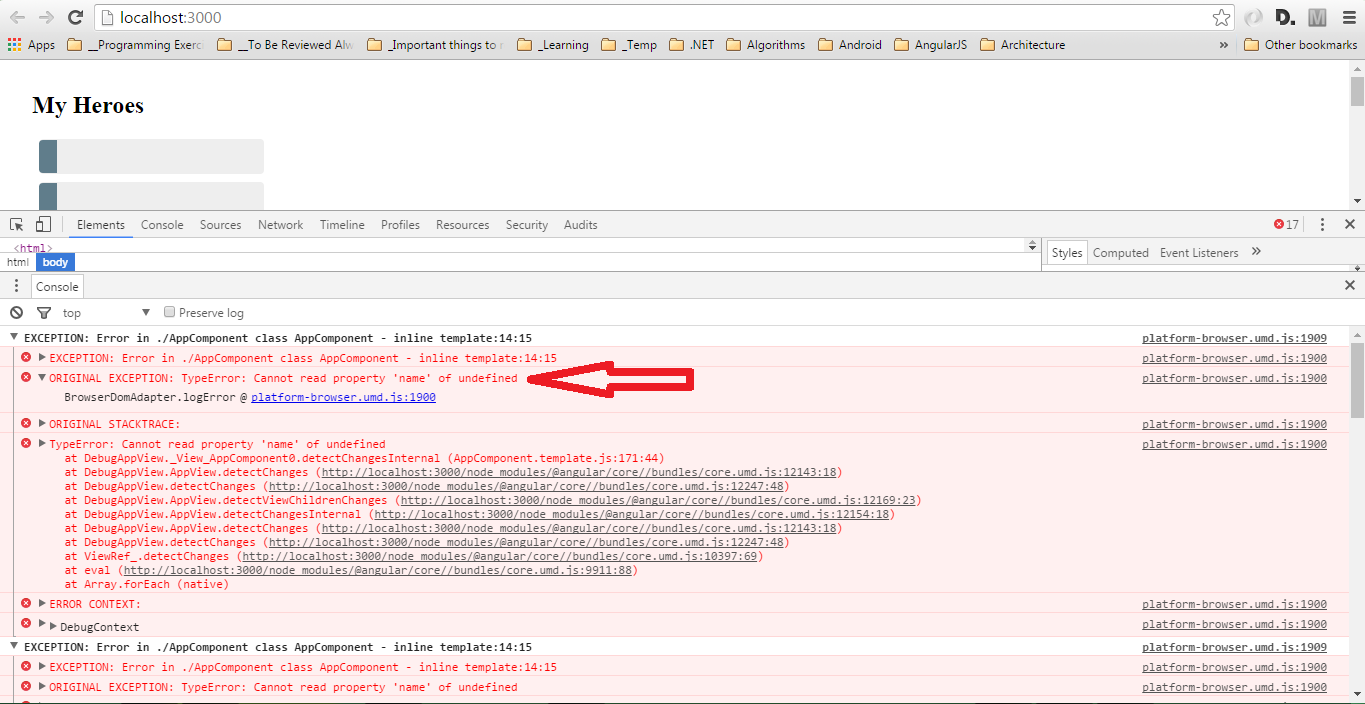 localhost:3000
Apps __Programming Exerc __To Be Reviewed Alw _Important things to r _Learning _Temp .NET Algorithms Android AngularJS Architecture » Other bookmarks
My Heroes
Elements Console Sources Network Timeline Profiles Resources Security Audits 17
<html>
html body
Styles Computed Event Listeners »
Console
top Preserve log
EXCEPTION: Error in ./AppComponent class AppComponent - inline template:14:15 platform-browser.umd.js:1909
EXCEPTION: Error in ./AppComponent class AppComponent - inline template:14:15 platform-browser.umd.js:1900
ORIGINAL EXCEPTION: TypeError: Cannot read property 'name' of undefined platform-browser.umd.js:1900
BrowserDomAdapter.logError @ platform-browser.umd.js:1900
ORIGINAL STACKTRACE: platform-browser.umd.js:1900
TypeError: Cannot read property 'name' of undefined platform-browser.umd.js:1900
at DebugAppView._View_AppComponent0.detectChangesInternal (AppComponent.template.js:171:44)
at DebugAppView.AppView.detectChanges (http://localhost:3000/node_modules/@angular/core//bundles/core.umd.js:12143:18)
at DebugAppView.detectChanges (http://localhost:3000/node_modules/@angular/core//bundles/core.umd.js:12247:48)
at DebugAppView.AppView.detectViewChildrenChanges (http://localhost:3000/node_modules/@angular/core//bundles/core.umd.js:12169:23)
at DebugAppView.AppView.detectChangesInternal (http://localhost:3000/node_modules/@angular/core//bundles/core.umd.js:12154:18)
at DebugAppView.AppView.detectChanges (http://localhost:3000/node_modules/@angular/core//bundles/core.umd.js:12143:18)
at DebugAppView.detectChanges (http://localhost:3000/node_modules/@angular/core//bundles/core.umd.js:12247:48)
at ViewRef_.detectChanges (http://localhost:3000/node_modules/@angular/core//bundles/core.umd.js:10397:69)
at eval (http://localhost:3000/node_modules/@angular/core//bundles/core.umd.js:9911:88)
at Array.forEach (native)
ERROR CONTEXT: platform-browser.umd.js:1900
DebugContext platform-browser.umd.js:1900
EXCEPTION: Error in ./AppComponent class AppComponent - inline template:14:15 platform-browser.umd.js:1909
EXCEPTION: Error in ./AppComponent class AppComponent - inline template:14:15 platform-browser.umd.js:1900
ORIGINAL EXCEPTION: TypeError: Cannot read property 'name' of undefined platform-browser.umd.js:1900